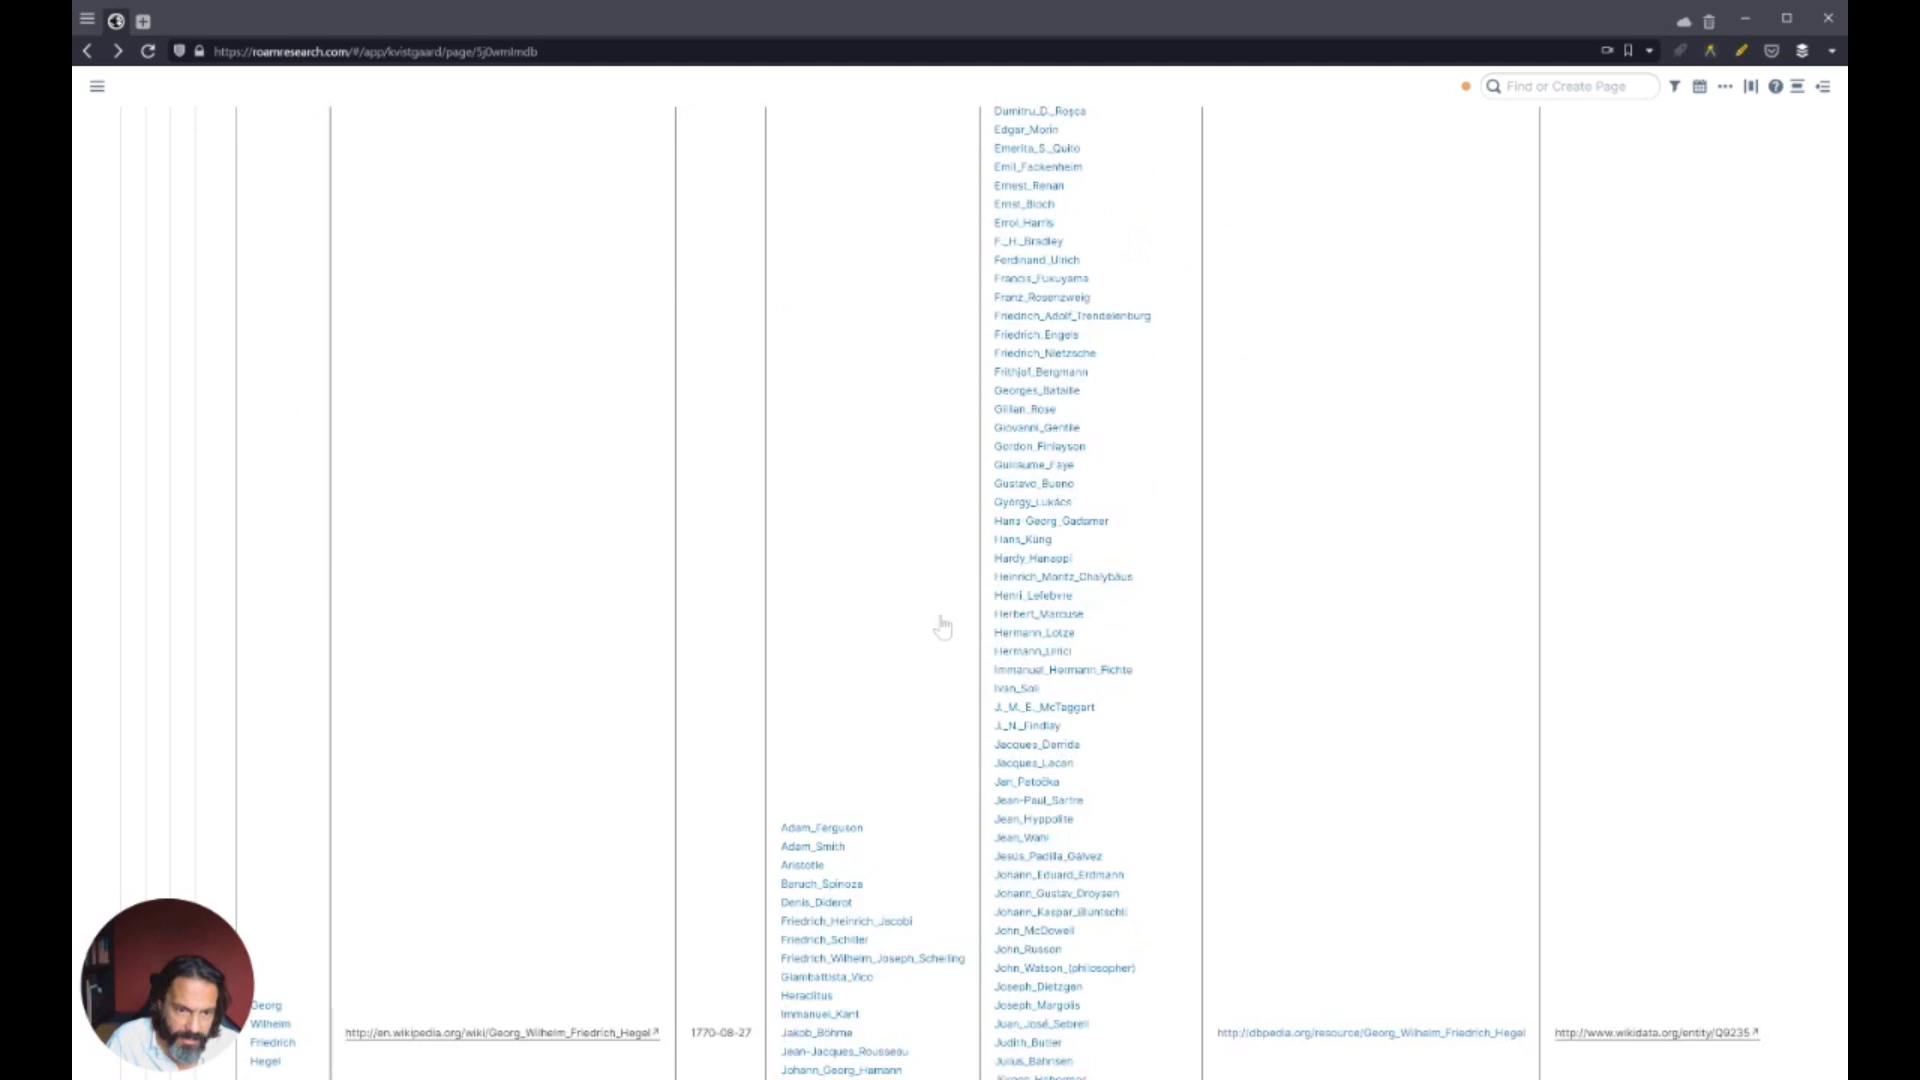 https://roamresearch.com/#/app/kvistgaard/page/5j0wmlmdb
Find or Create Page
Dumitru_D._Roșca
Edgar_Morin
Emerita_S._Quito
Emil_Fackenheim
Ernest_Renan
Ernst_Bloch
Errol_Harris
F._H._Bradley
Ferdinand_Ulrich
Francis_Fukuyama
Franz_Rosenzweig
Friedrich_Adolf_Trendelenburg
Friedrich_Engels
Friedrich_Nietzsche
Frithjof_Bergmann
Georges_Bataille
Gillian_Rose
Giovanni_Gentile
Gordon_Finlayson
Guillaume_Faye
Gustavo_Bueno
György_Lukács
Hans-Georg_Gadamer
Hans_Küng
Hardy_Hanappi
Heinrich_Moritz_Chalybäus
Henri_Lefebvre
Herbert_Marcuse
Hermann_Lotze
Hermann_Ulrici
Immanuel_Hermann_Fichte
Ivan_Soll
J._M._E._McTaggart
J._N._Findlay
Jacques_Derrida
Jacques_Lacan
Jan_Patočka
Jean-Paul_Sartre
Jean_Hyppolite
Jean_Wahl
Jesús_Padilla_Gálvez
Johann_Eduard_Erdmann
Johann_Gustav_Droysen
Johann_Kaspar_Bluntschli
John_McDowell
John_Russon
John_Watson_(philosopher)
Joseph_Dietzgen
Joseph_Margolis
Juan_José_Sebreli
Judith_Butler
Julius_Bahnsen
Jürgen_Habermas
Adam_Ferguson
Adam_Smith
Aristotle
Baruch_Spinoza
Denis_Diderot
Friedrich_Heinrich_Jacobi
Friedrich_Schiller
Friedrich_Wilhelm_Joseph_Schelling
Giambattista_Vico
Heraclitus
Immanuel_Kant
Jakob_Böhme
Jean-Jacques_Rousseau
Johann_Georg_Hamann
Georg
Wilhelm
Friedrich
Hegel
http://en.wikipedia.org/wiki/Georg_Wilhelm_Friedrich_Hegel
1770-08-27
http://dbpedia.org/resource/Georg_Wilhelm_Friedrich_Hegel
http://www.wikidata.org/entity/Q9235